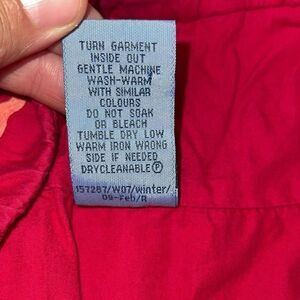 TURN GARMENT
INSIDE OUT
GENTLE MACHINE
WASH-WARM
WITH SIMILAR
COLOURS
DO NOT SOAK
OR BLEACH
TUMBLE DRY LOW
WARM IRON WRONG
SIDE IF NEEDED
DRYCLEANABLE Ⓟ
157287/W07/winter/
09-Feb/R